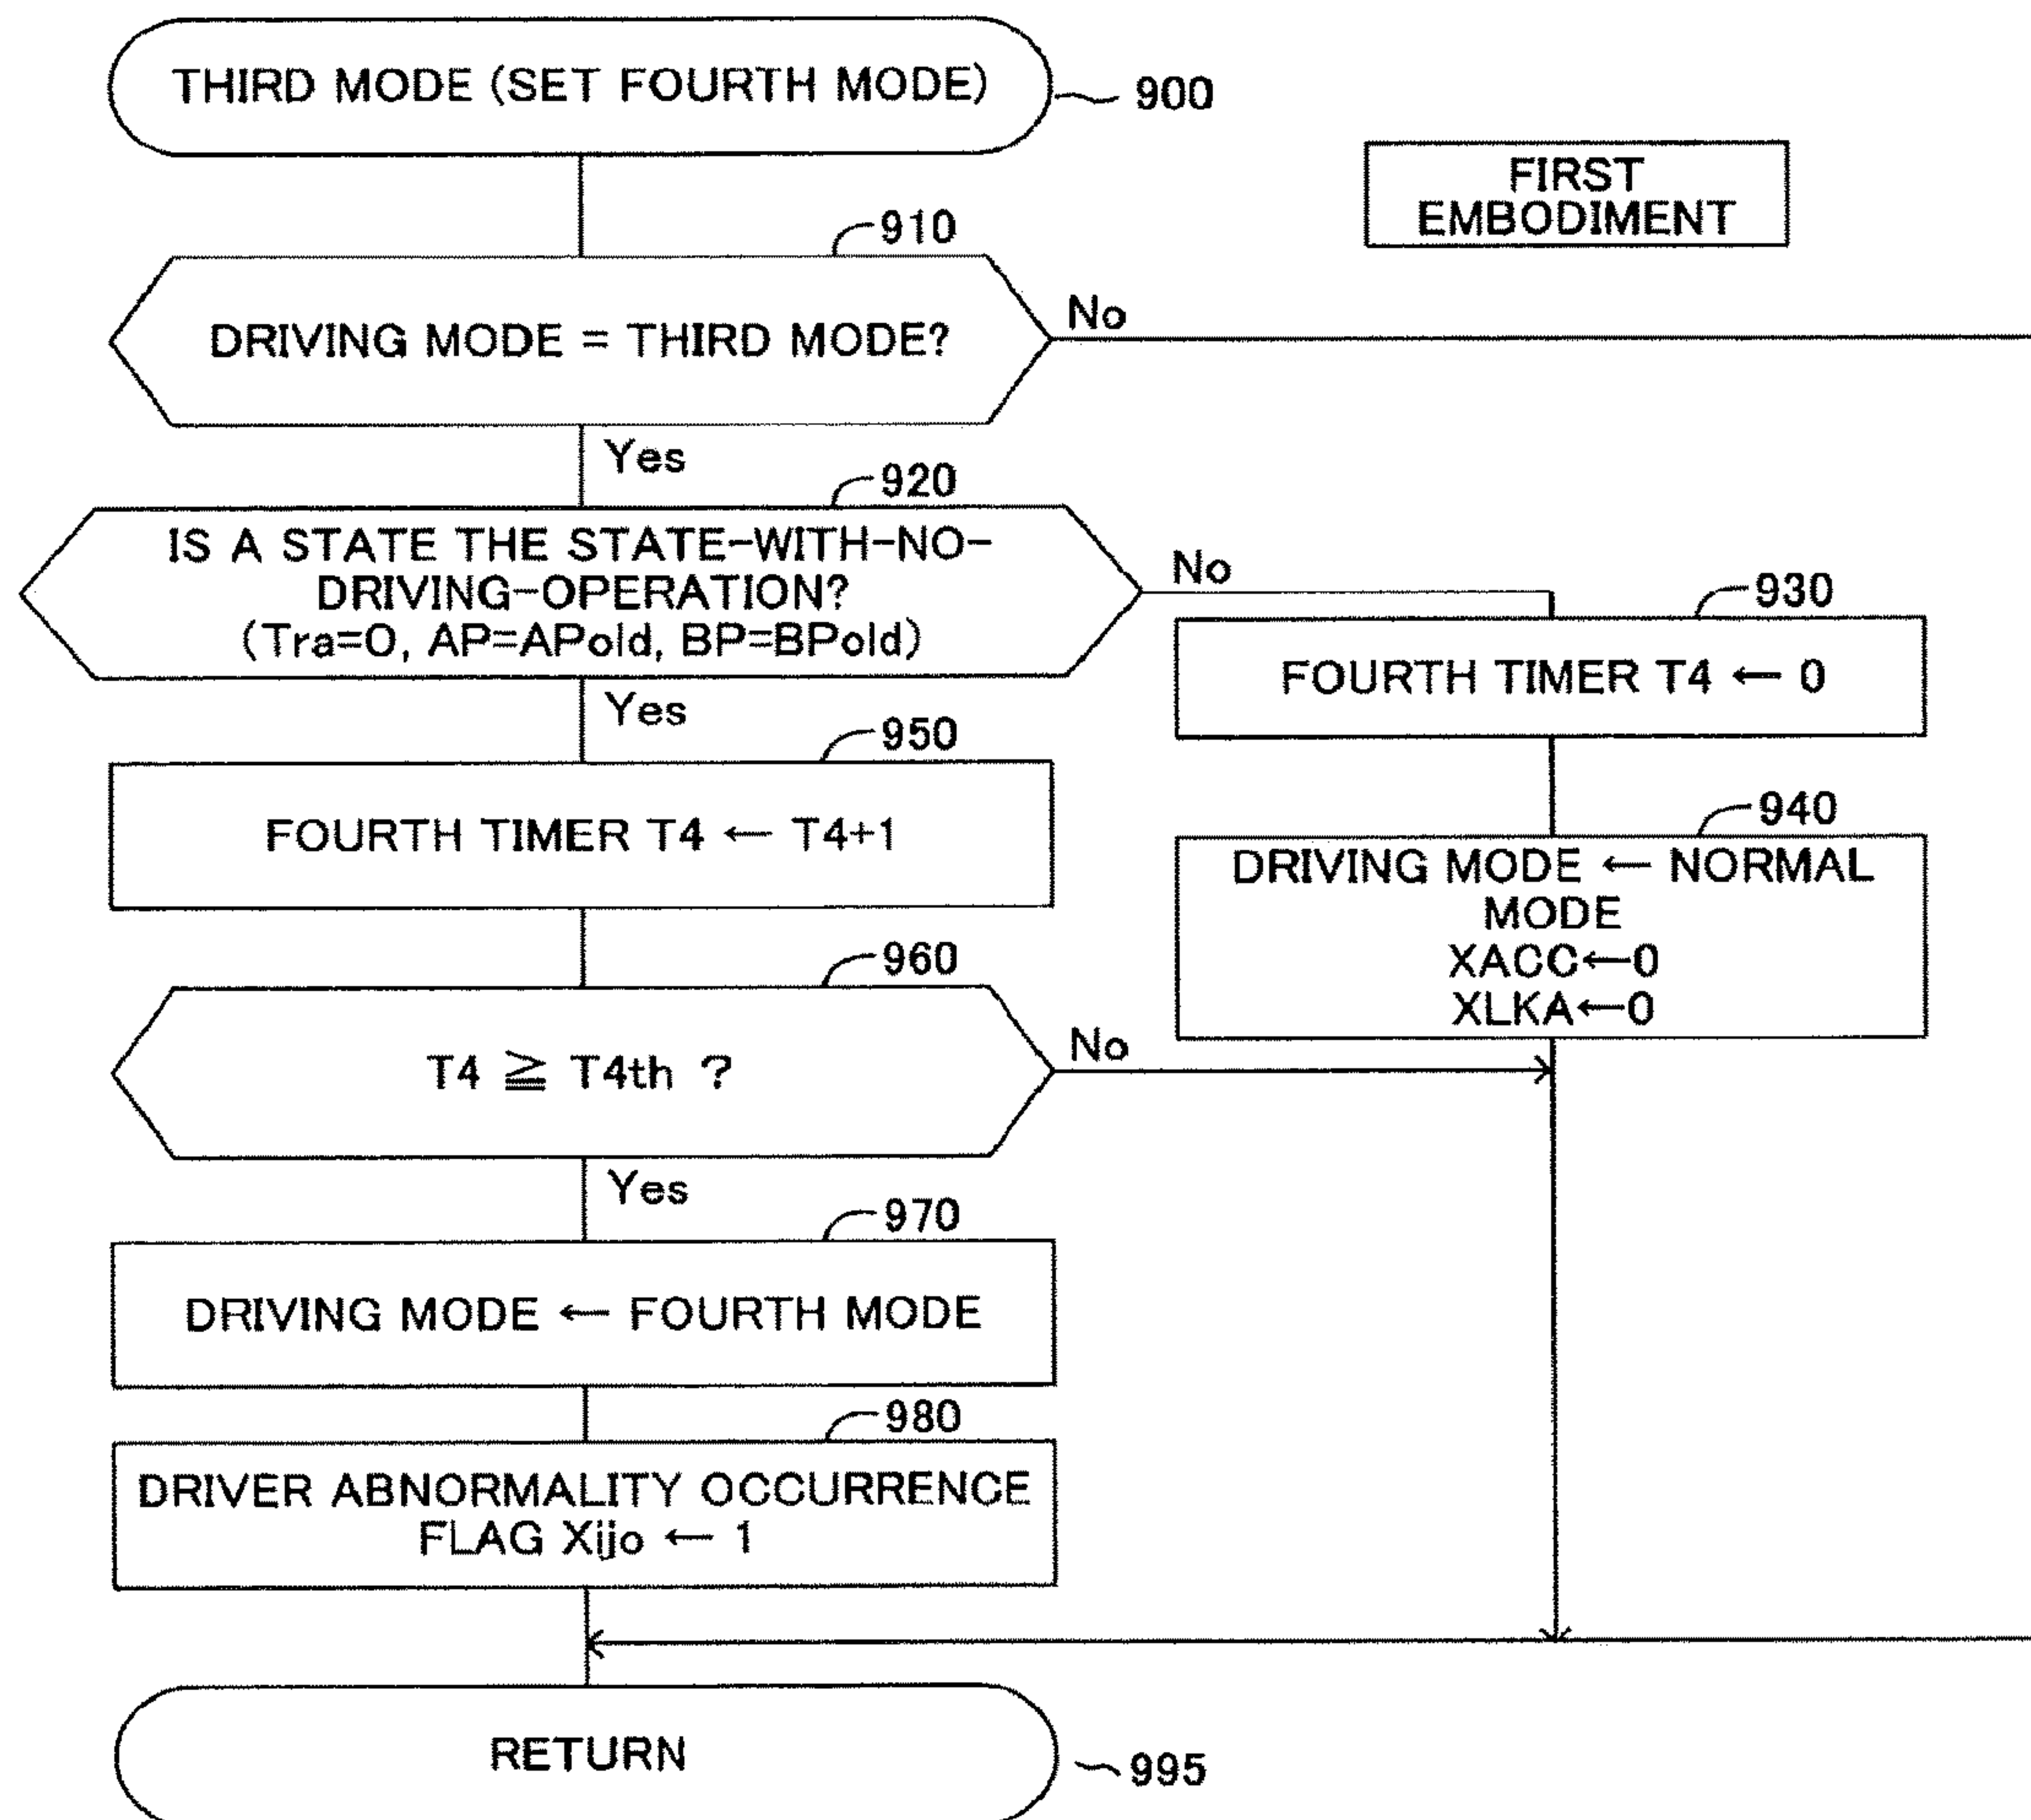 THIRD MODE (SET FOURTH MODE)
900
FIRST
EMBODIMENT
910
DRIVING MODE = THIRD MODE?
No
Yes
920
IS A STATE THE STATE-WITH-NO-
DRIVING-OPERATION?
(Tra=0, AP=APold, BP=BPold)
No
930
FOURTH TIMER T4 ← 0
Yes
950
FOURTH TIMER T4 ← T4+1
940
DRIVING MODE ← NORMAL
MODE
XACC←0
XLKA←0
960
T4 ≧ T4th ?
No
Yes
970
DRIVING MODE ← FOURTH MODE
980
DRIVER ABNORMALITY OCCURRENCE
FLAG Xijo ← 1
RETURN
995